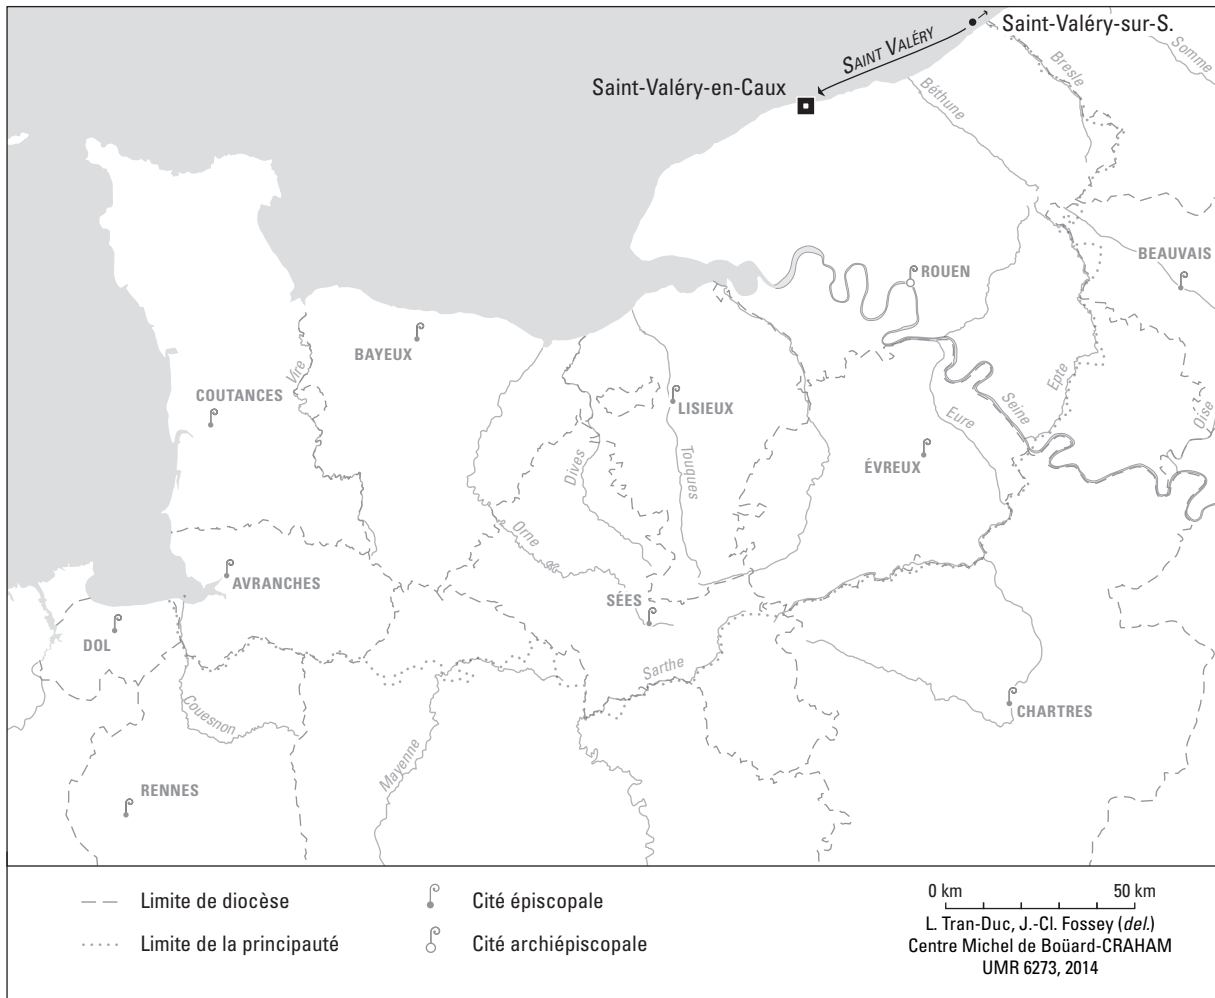 Saint-Valéry-sur-S.
SAINT VALÉRY
Somme
Bresle
Saint-Valéry-en-Caux
Béthune
BEAUVAIS
ROUEN
BAYEUX
Vire
COUTANCES
LISIEUX
Epte
Seine
Oise
Eure
ÉVREUX
Dives
Touques
Orne
AVRANCHES
SÉES
DOL
Sarthe
Couesnon
CHARTRES
Mayenne
RENNES
Limite de diocèse
Limite de la principauté
Cité épiscopale
Cité archiépiscopale
0 km 50 km
L. Tran-Duc, J.-Cl. Fossey (del.)
Centre Michel de Boüard-CRAHAM
UMR 6273, 2014